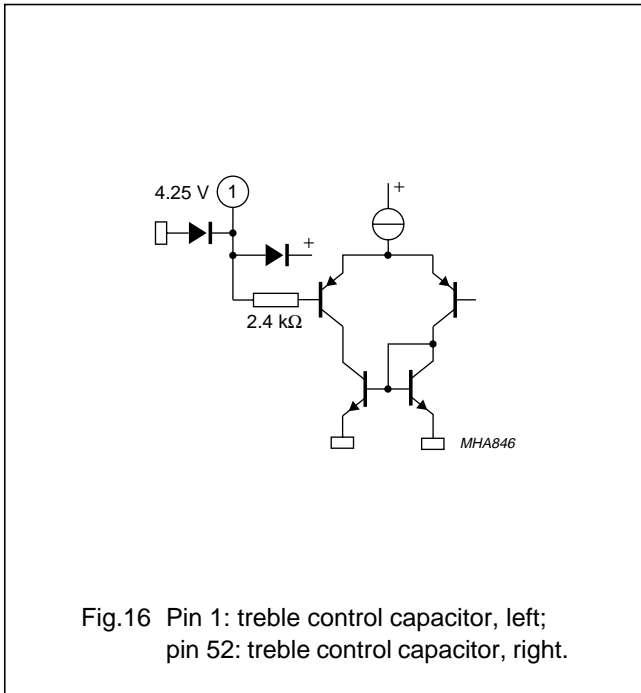 4.25 V
1
+
+
2.4 kΩ
MHA846
Fig.16 Pin 1: treble control capacitor, left;
pin 52: treble control capacitor, right.